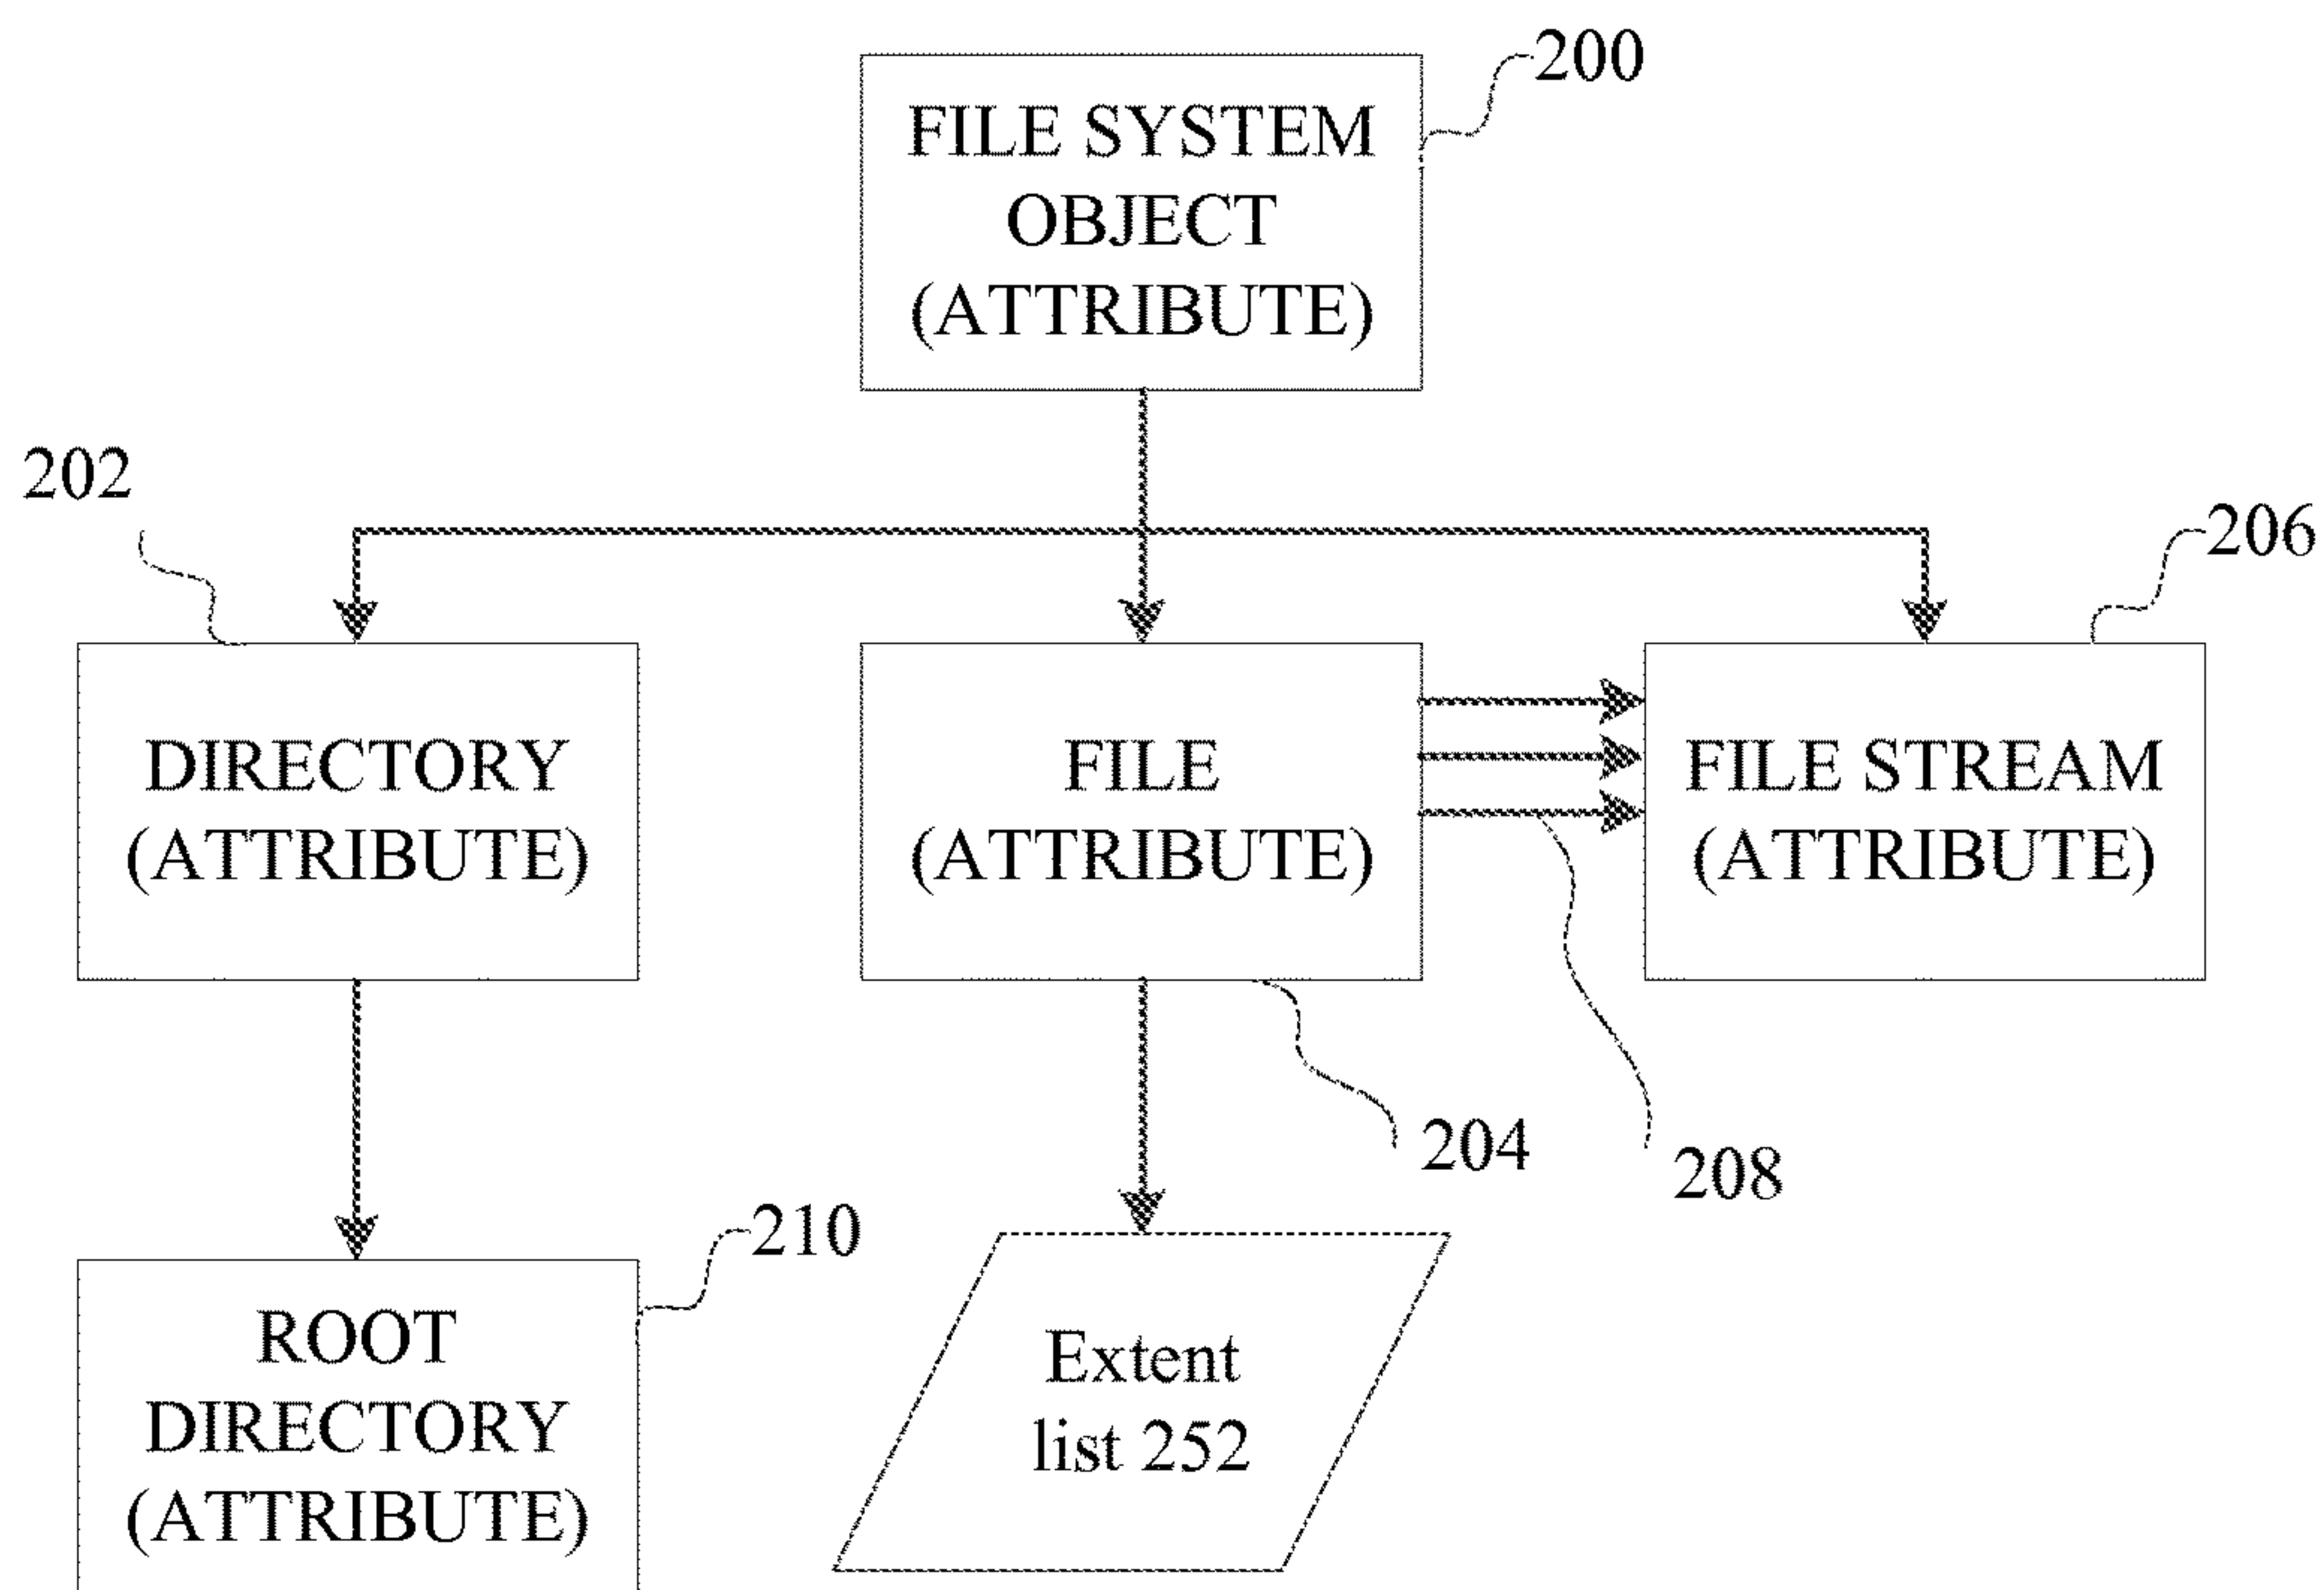 200
FILE SYSTEM
OBJECT
(ATTRIBUTE)
202
206
DIRECTORY
(ATTRIBUTE)
FILE
(ATTRIBUTE)
FILE STREAM
(ATTRIBUTE)
204
208
210
ROOT
DIRECTORY
(ATTRIBUTE)
Extent
list 252